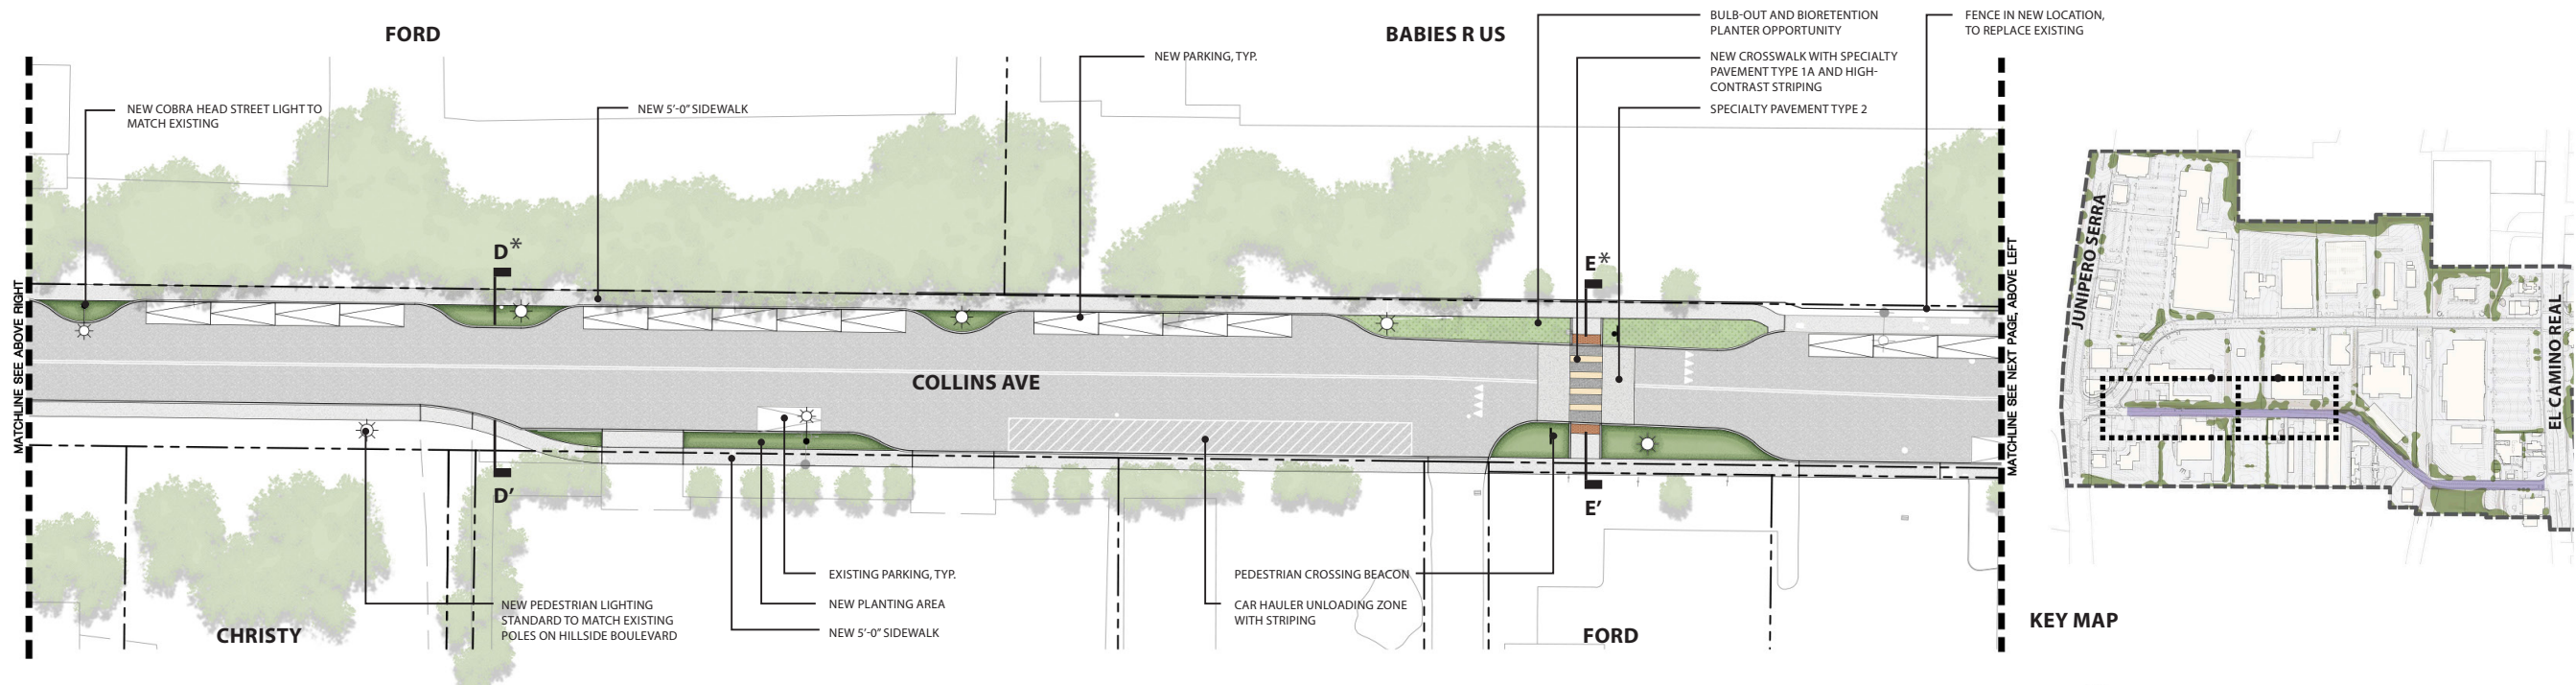 FORD
BABIES R US
BULB-OUT AND BIORETENTION
PLANTER OPPORTUNITY
FENCE IN NEW LOCATION,
TO REPLACE EXISTING
NEW PARKING, TYP.
NEW CROSSWALK WITH SPECIALTY
PAVEMENT TYPE 1A AND HIGH-
CONTRAST STRIPING
NEW COBRA HEAD STREET LIGHT TO
MATCH EXISTING
NEW 5'-0" SIDEWALK
SPECIALTY PAVEMENT TYPE 2
D*
E*
MATCHLINE SEE ABOVE RIGHT
COLLINS AVE
MATCHLINE SEE NEXT PAGE, ABOVE LEFT
JUNIPERO SERRA
EL CAMINO REAL
D'
E'
EXISTING PARKING, TYP.
PEDESTRIAN CROSSING BEACON
NEW PEDESTRIAN LIGHTING
STANDARD TO MATCH EXISTING
POLES ON HILLSIDE BOULEVARD
NEW PLANTING AREA
CAR HAULER UNLOADING ZONE
WITH STRIPING
NEW 5'-0" SIDEWALK
CHRISTY
FORD
KEY MAP